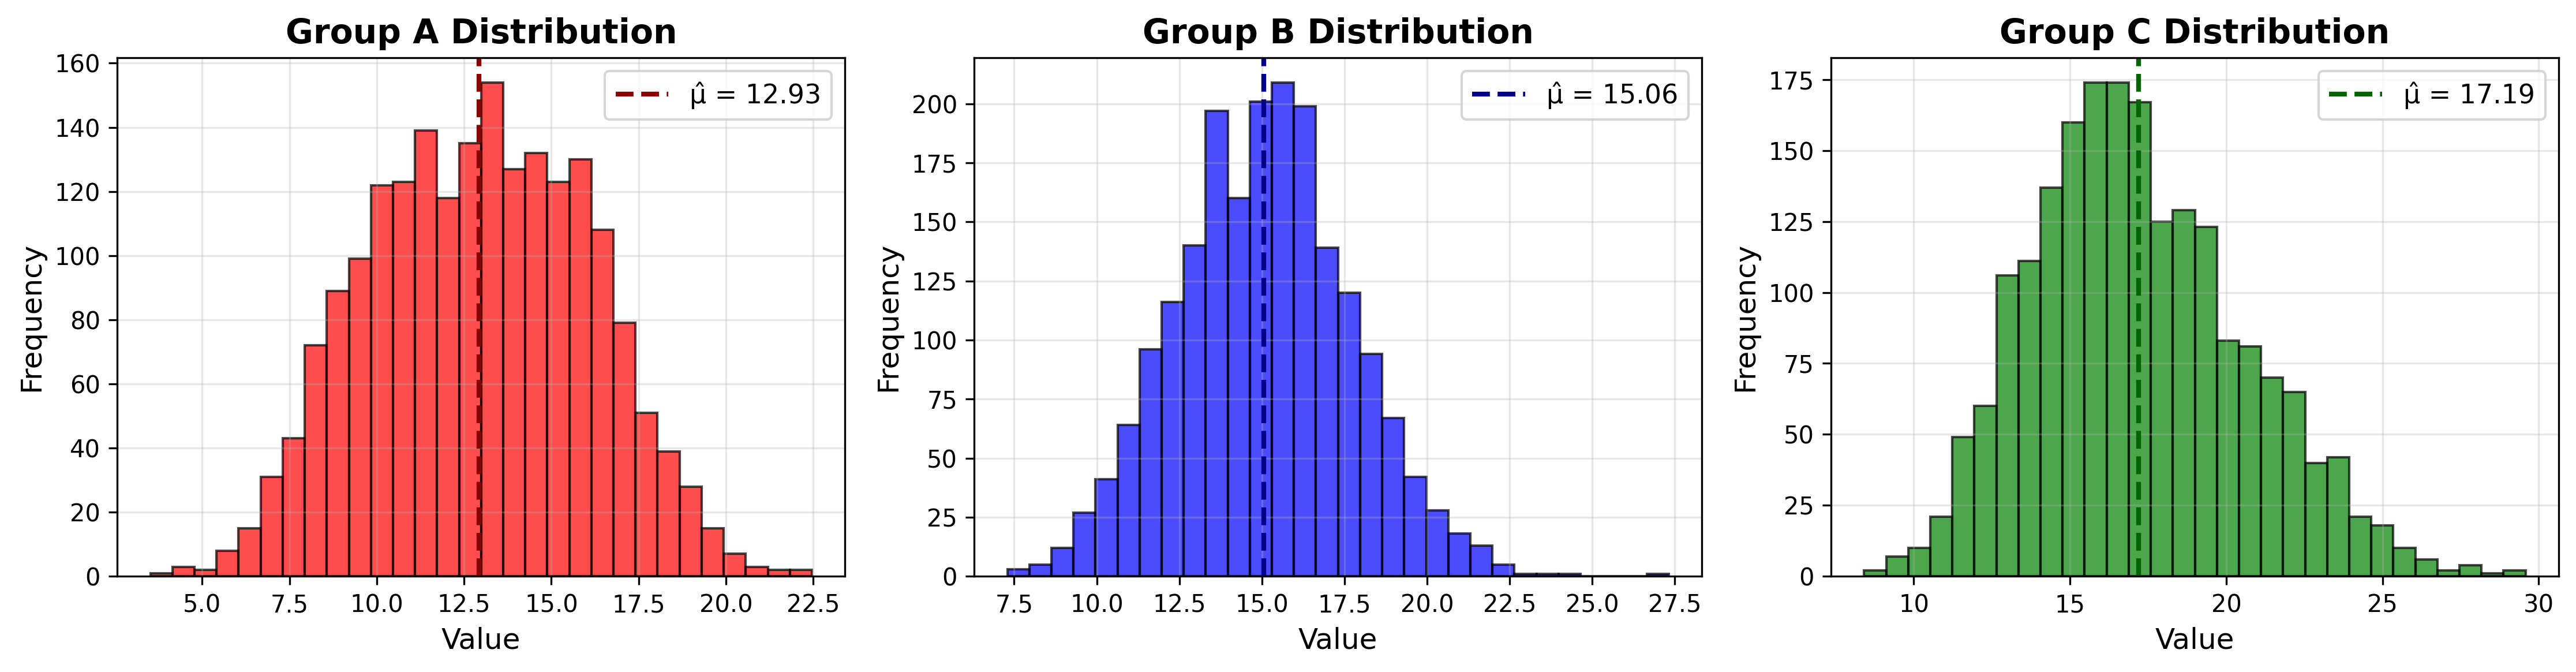 Group A Distribution
μ̂ = 12.93
160
140
120
100
80
60
40
20
0
Frequency
5.0 7.5 10.0 12.5 15.0 17.5 20.0 22.5
Value
Group B Distribution
μ̂ = 15.06
200
175
150
125
100
75
50
25
0
Frequency
7.5 10.0 12.5 15.0 17.5 20.0 22.5 25.0 27.5
Value
Group C Distribution
μ̂ = 17.19
175
150
125
100
75
50
25
0
Frequency
10 15 20 25 30
Value